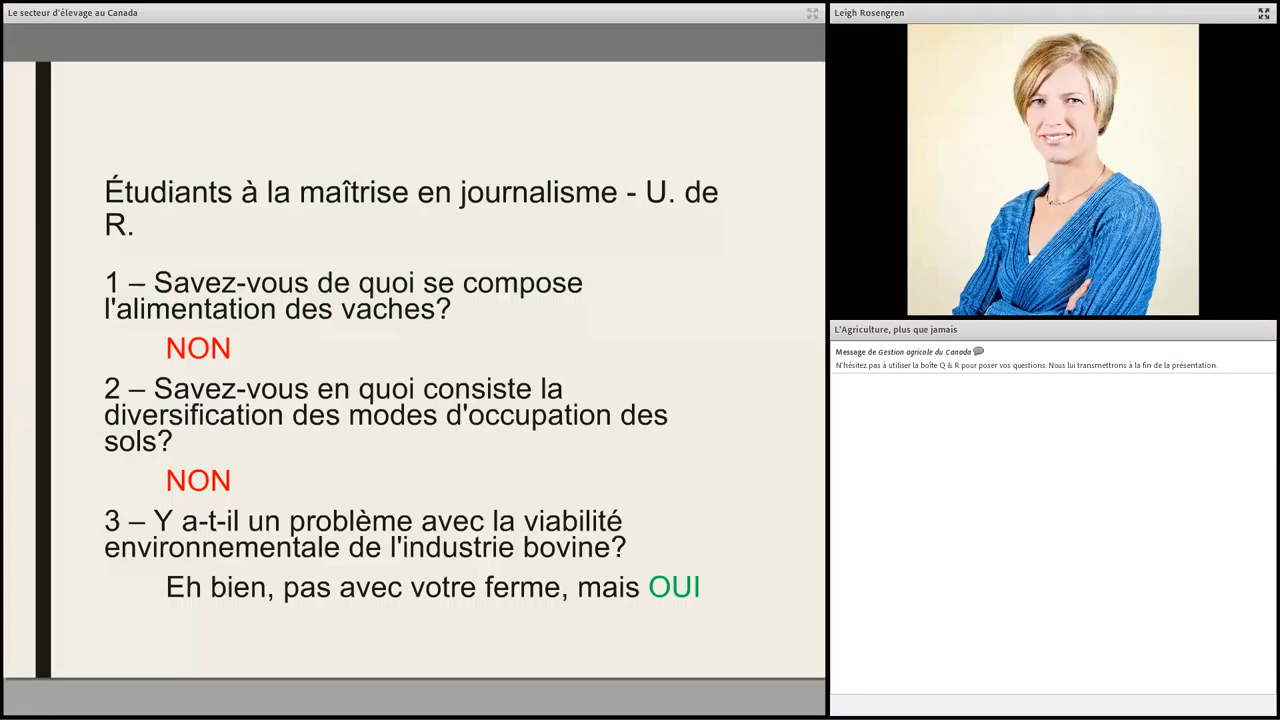 Le secteur d'élevage au Canada
Étudiants à la maîtrise en journalisme - U. de
R.
1 – Savez-vous de quoi se compose
l'alimentation des vaches?
NON
2 – Savez-vous en quoi consiste la
diversification des modes d'occupation des
sols?
NON
3 – Y a-t-il un problème avec la viabilité
environnementale de l'industrie bovine?
Eh bien, pas avec votre ferme, mais OUI
Leigh Rosengren
L'Agriculture, plus que jamais
Message de Gestion agricole du Canada
N'hésitez pas à utiliser la boîte Q & R pour poser vos questions. Nous lui transmettrons à la fin de la présentation.